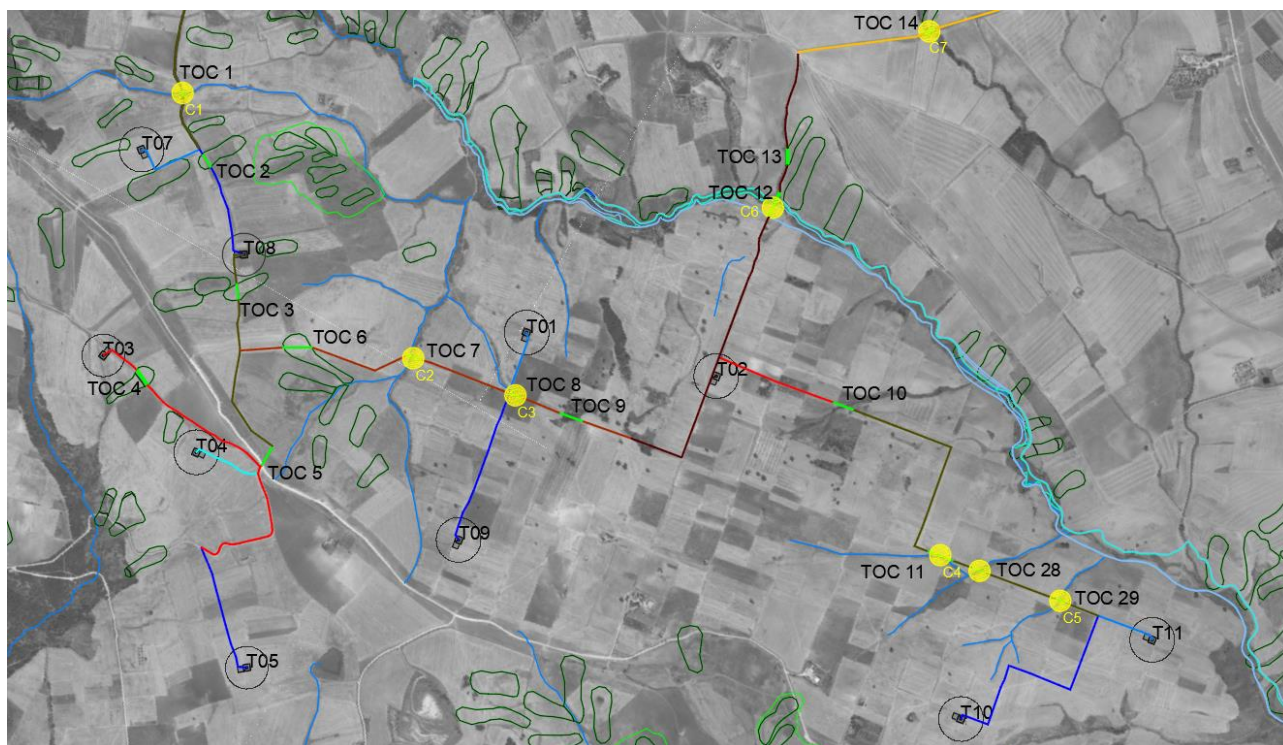 TOC 14
C7
TOC 1
C1
T07
TOC 13
TOC 2
TOC 12
C6
T08
TOC 3
T01
TOC 6
T03
TOC 7
C2
T02
TOC 4
TOC 8
C3
TOC 9
TOC 10
T04
TOC 5
T09
TOC 11
C4
TOC 28
TOC 29
C5
T11
T05
T10